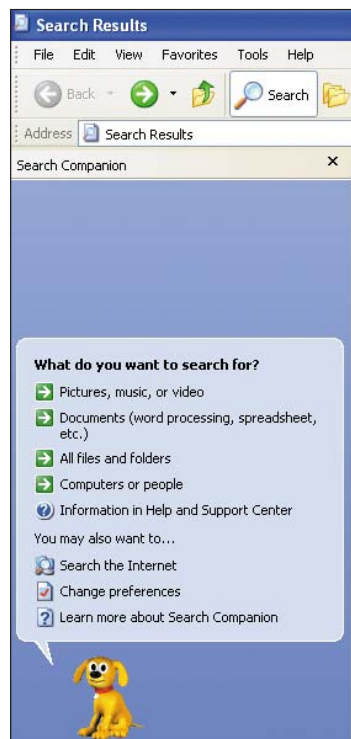 Search Results
File Edit View Favorites Tools Help
Back Search
Address Search Results
Search Companion
What do you want to search for?
Pictures, music, or video
Documents (word processing, spreadsheet,
etc.)
All files and folders
Computers or people
Information in Help and Support Center
You may also want to...
Search the Internet
Change preferences
Learn more about Search Companion